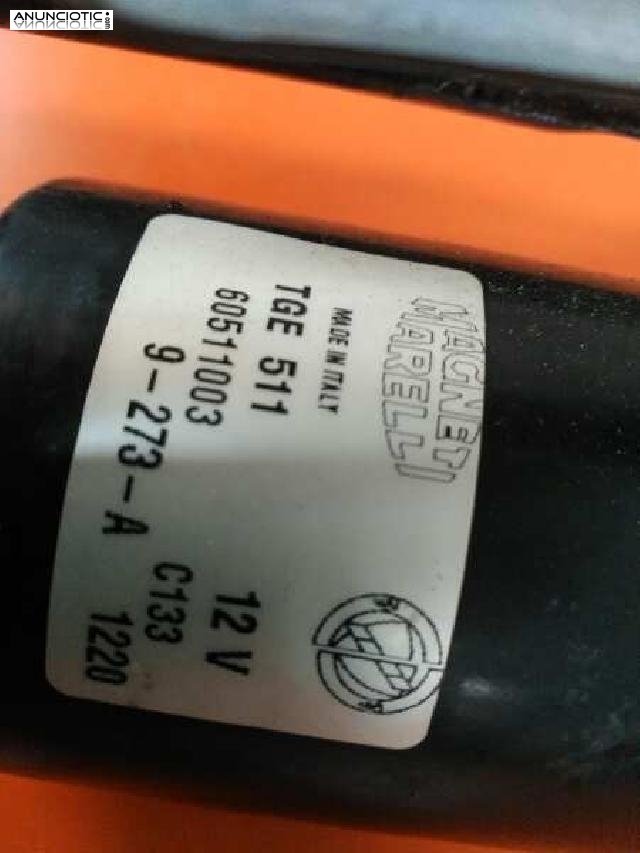 ANUNCIOTIC.com
MAGNETI
MARELLI
MADE IN ITALY
TGE 511 12 V
60511003 C133
9-273-A 1220